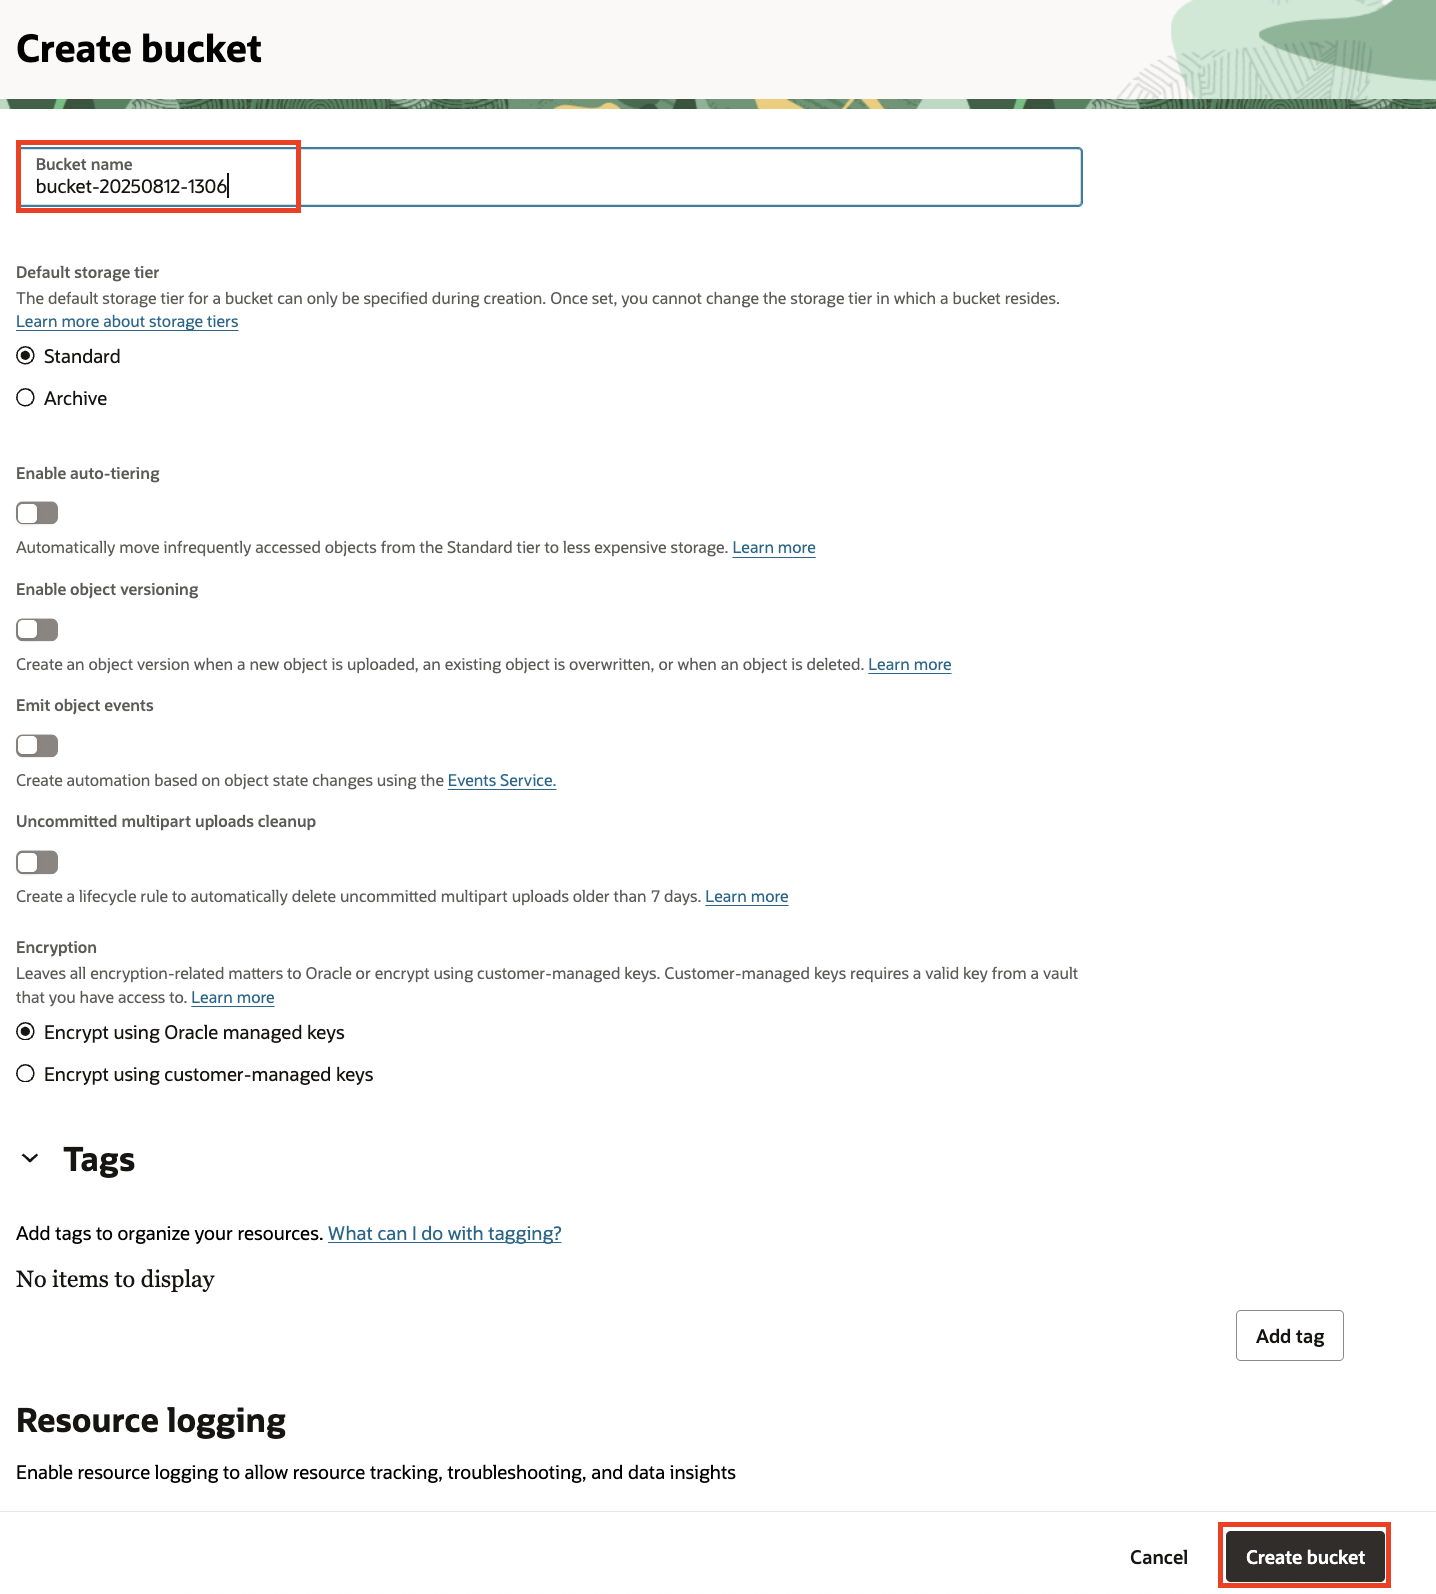 Create bucket
Bucket name
bucket-20250812-1306
Default storage tier
The default storage tier for a bucket can only be specified during creation. Once set, you cannot change the storage tier in which a bucket resides.
Learn more about storage tiers
Standard
Archive
Enable auto-tiering
Automatically move infrequently accessed objects from the Standard tier to less expensive storage. Learn more
Enable object versioning
Create an object version when a new object is uploaded, an existing object is overwritten, or when an object is deleted. Learn more
Emit object events
Create automation based on object state changes using the Events Service.
Uncommitted multipart uploads cleanup
Create a lifecycle rule to automatically delete uncommitted multipart uploads older than 7 days. Learn more
Encryption
Leaves all encryption-related matters to Oracle or encrypt using customer-managed keys. Customer-managed keys requires a valid key from a vault
that you have access to. Learn more
Encrypt using Oracle managed keys
Encrypt using customer-managed keys
Tags
Add tags to organize your resources. What can I do with tagging?
No items to display
Add tag
Resource logging
Enable resource logging to allow resource tracking, troubleshooting, and data insights
Cancel
Create bucket